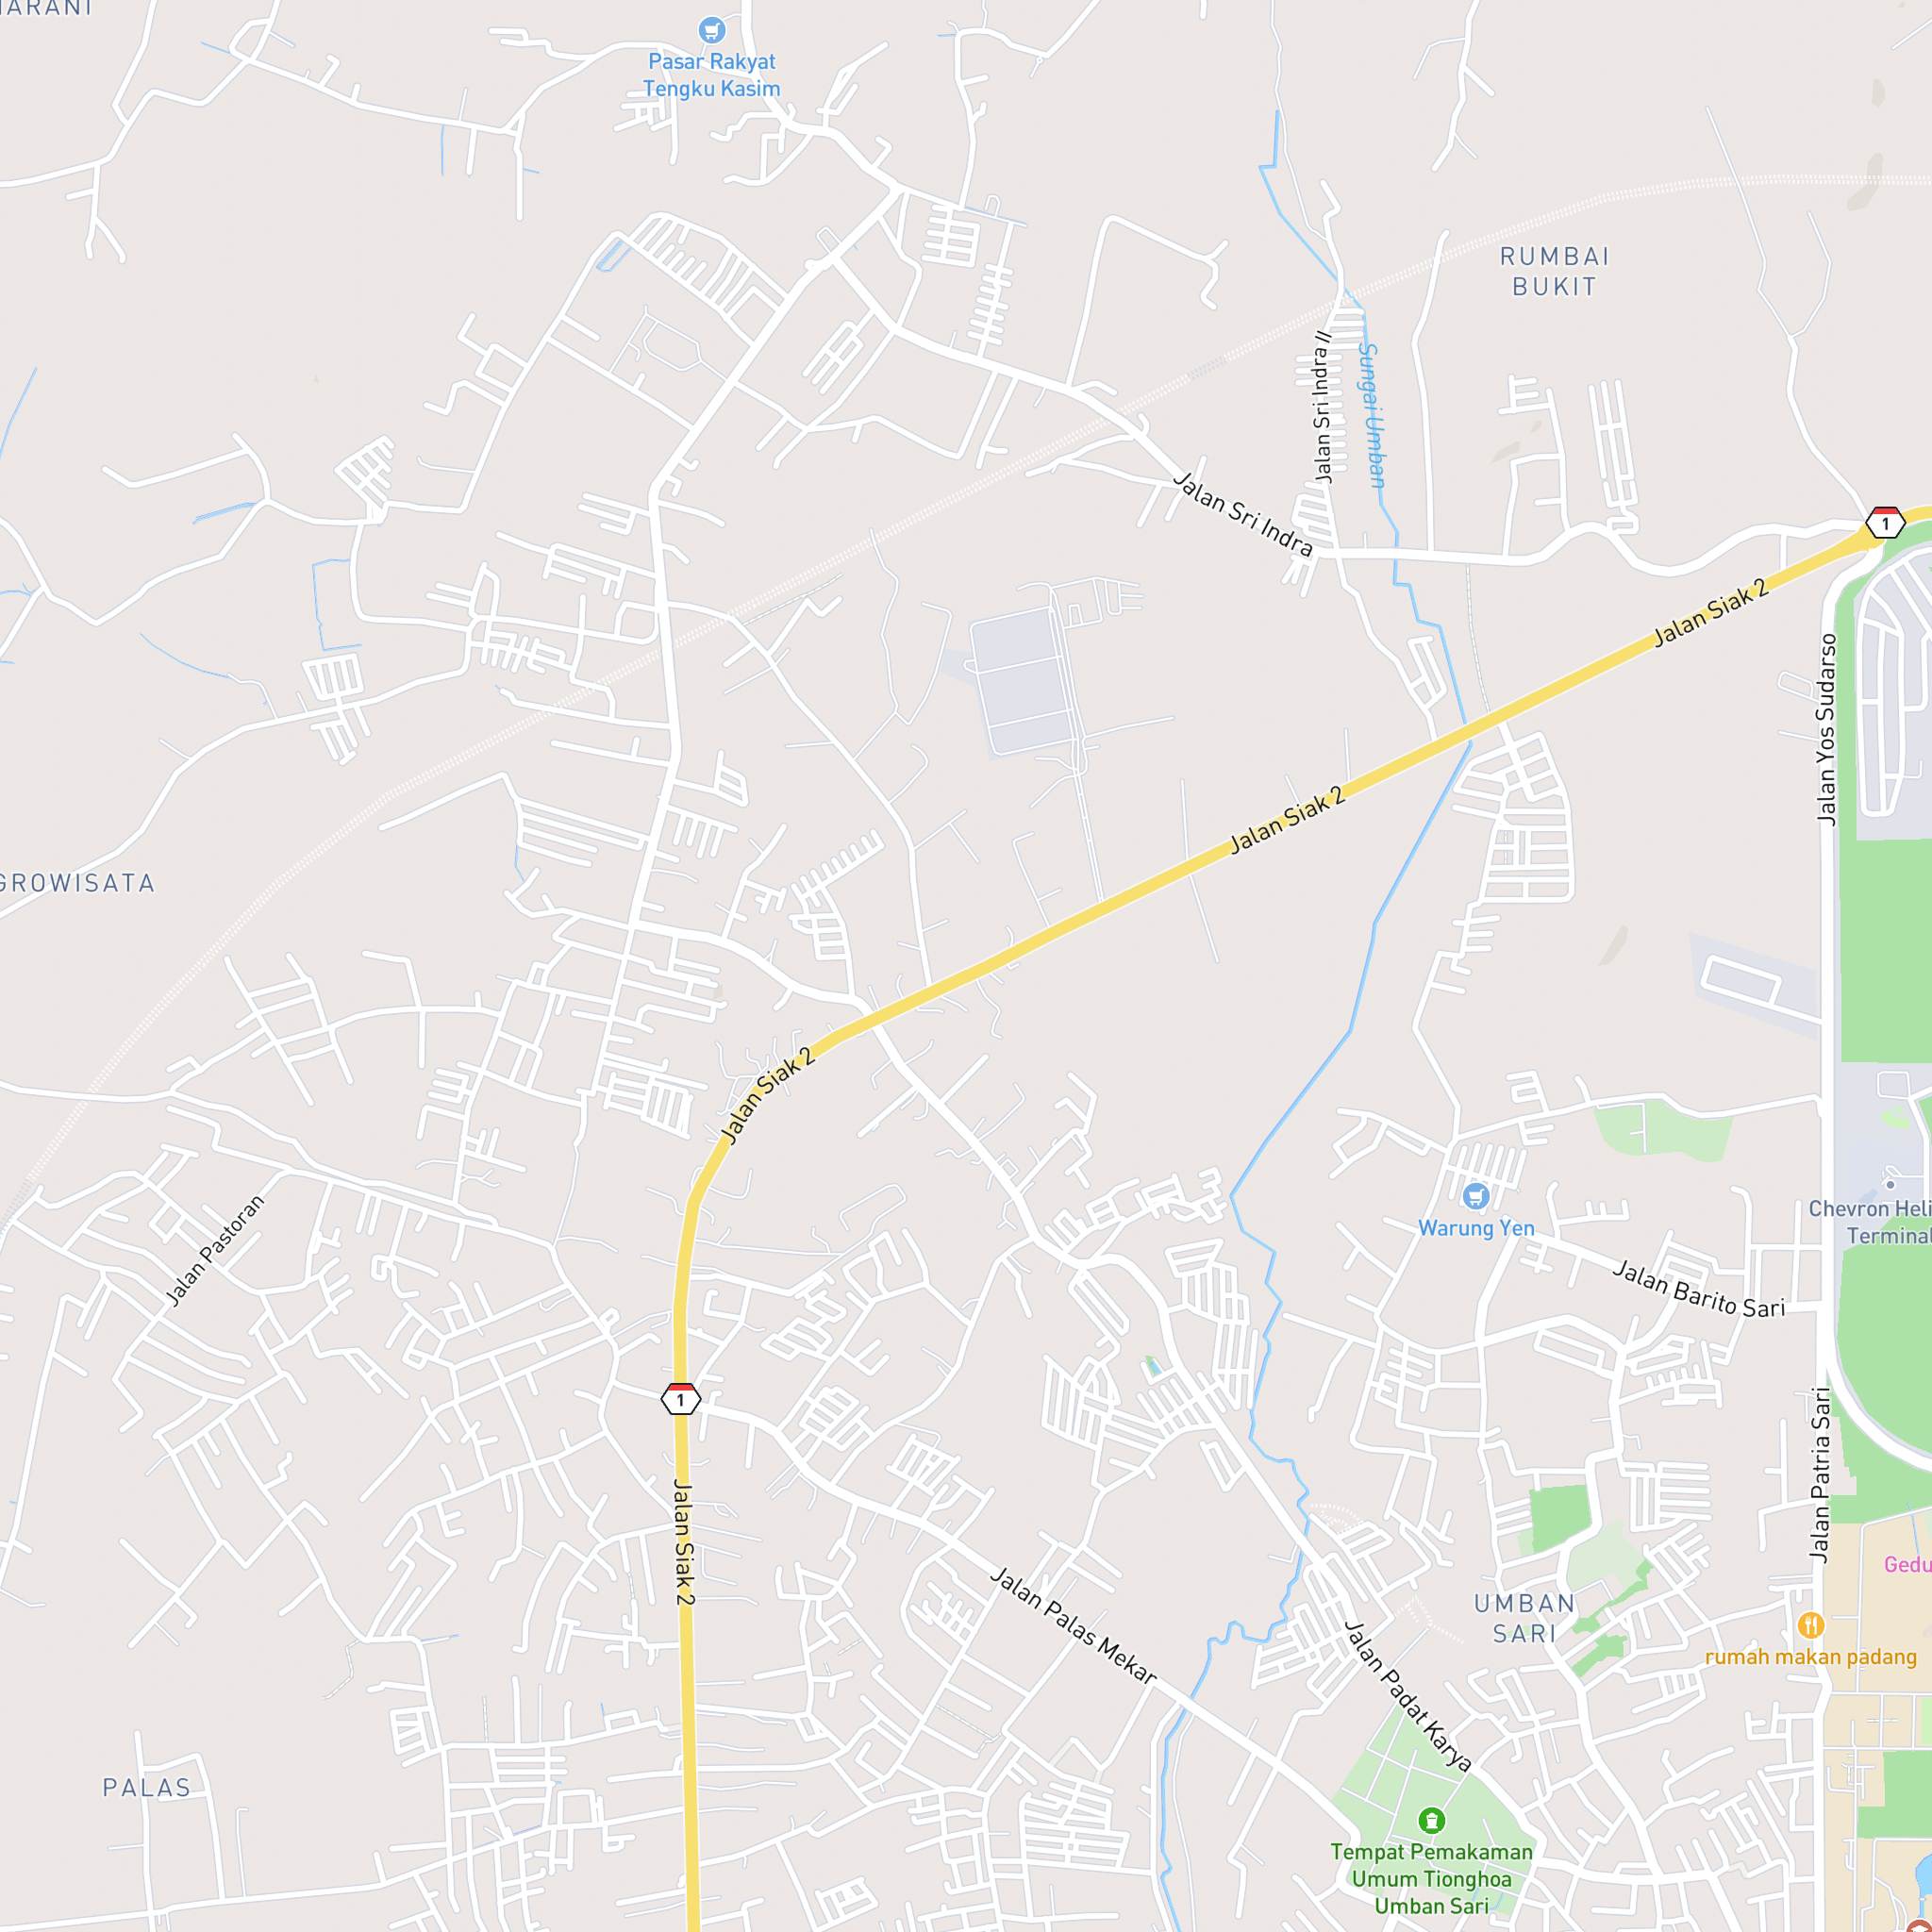 ARANI
Pasar Rakyat
Tengku Kasim
RUMBAI
BUKIT
Jalan Sri Indra II
Sungai Umban
Jalan Sri Indra
1
Jalan Siak 2
Jalan Yos Sudarso
Jalan Siak 2
GROWISATA
Jalan Siak 2
Jalan Pastoran
Chevron Heli
Terminal
Warung Yen
Jalan Barito Sari
1
Jalan Patria Sari
Jalan Siak 2
Gedu
Jalan Palas Mekar
UMBAN
SARI
rumah makan padang
Jalan Padat Karya
PALAS
Tempat Pemakaman
Umum Tionghoa
Umban Sari